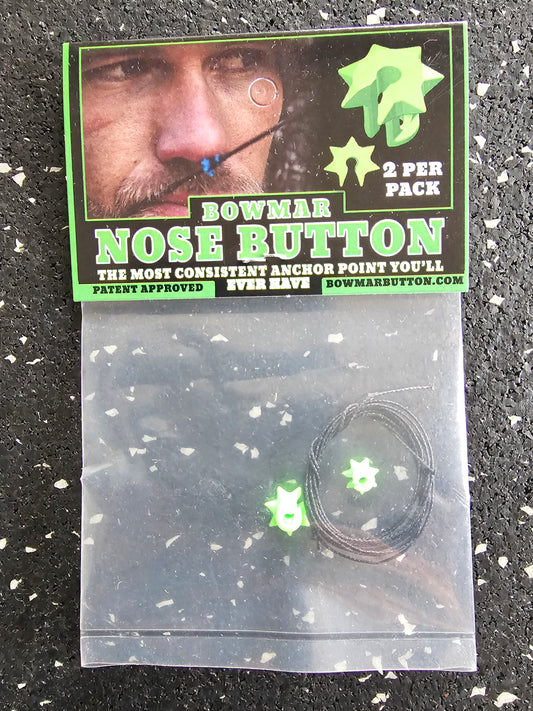 2 PER
PACK
BOWMAR
NOSE BUTTON
THE MOST CONSISTENT ANCHOR POINT YOU'LL
EVER HAVE
PATENT APPROVED
BOWMARBUTTON.COM